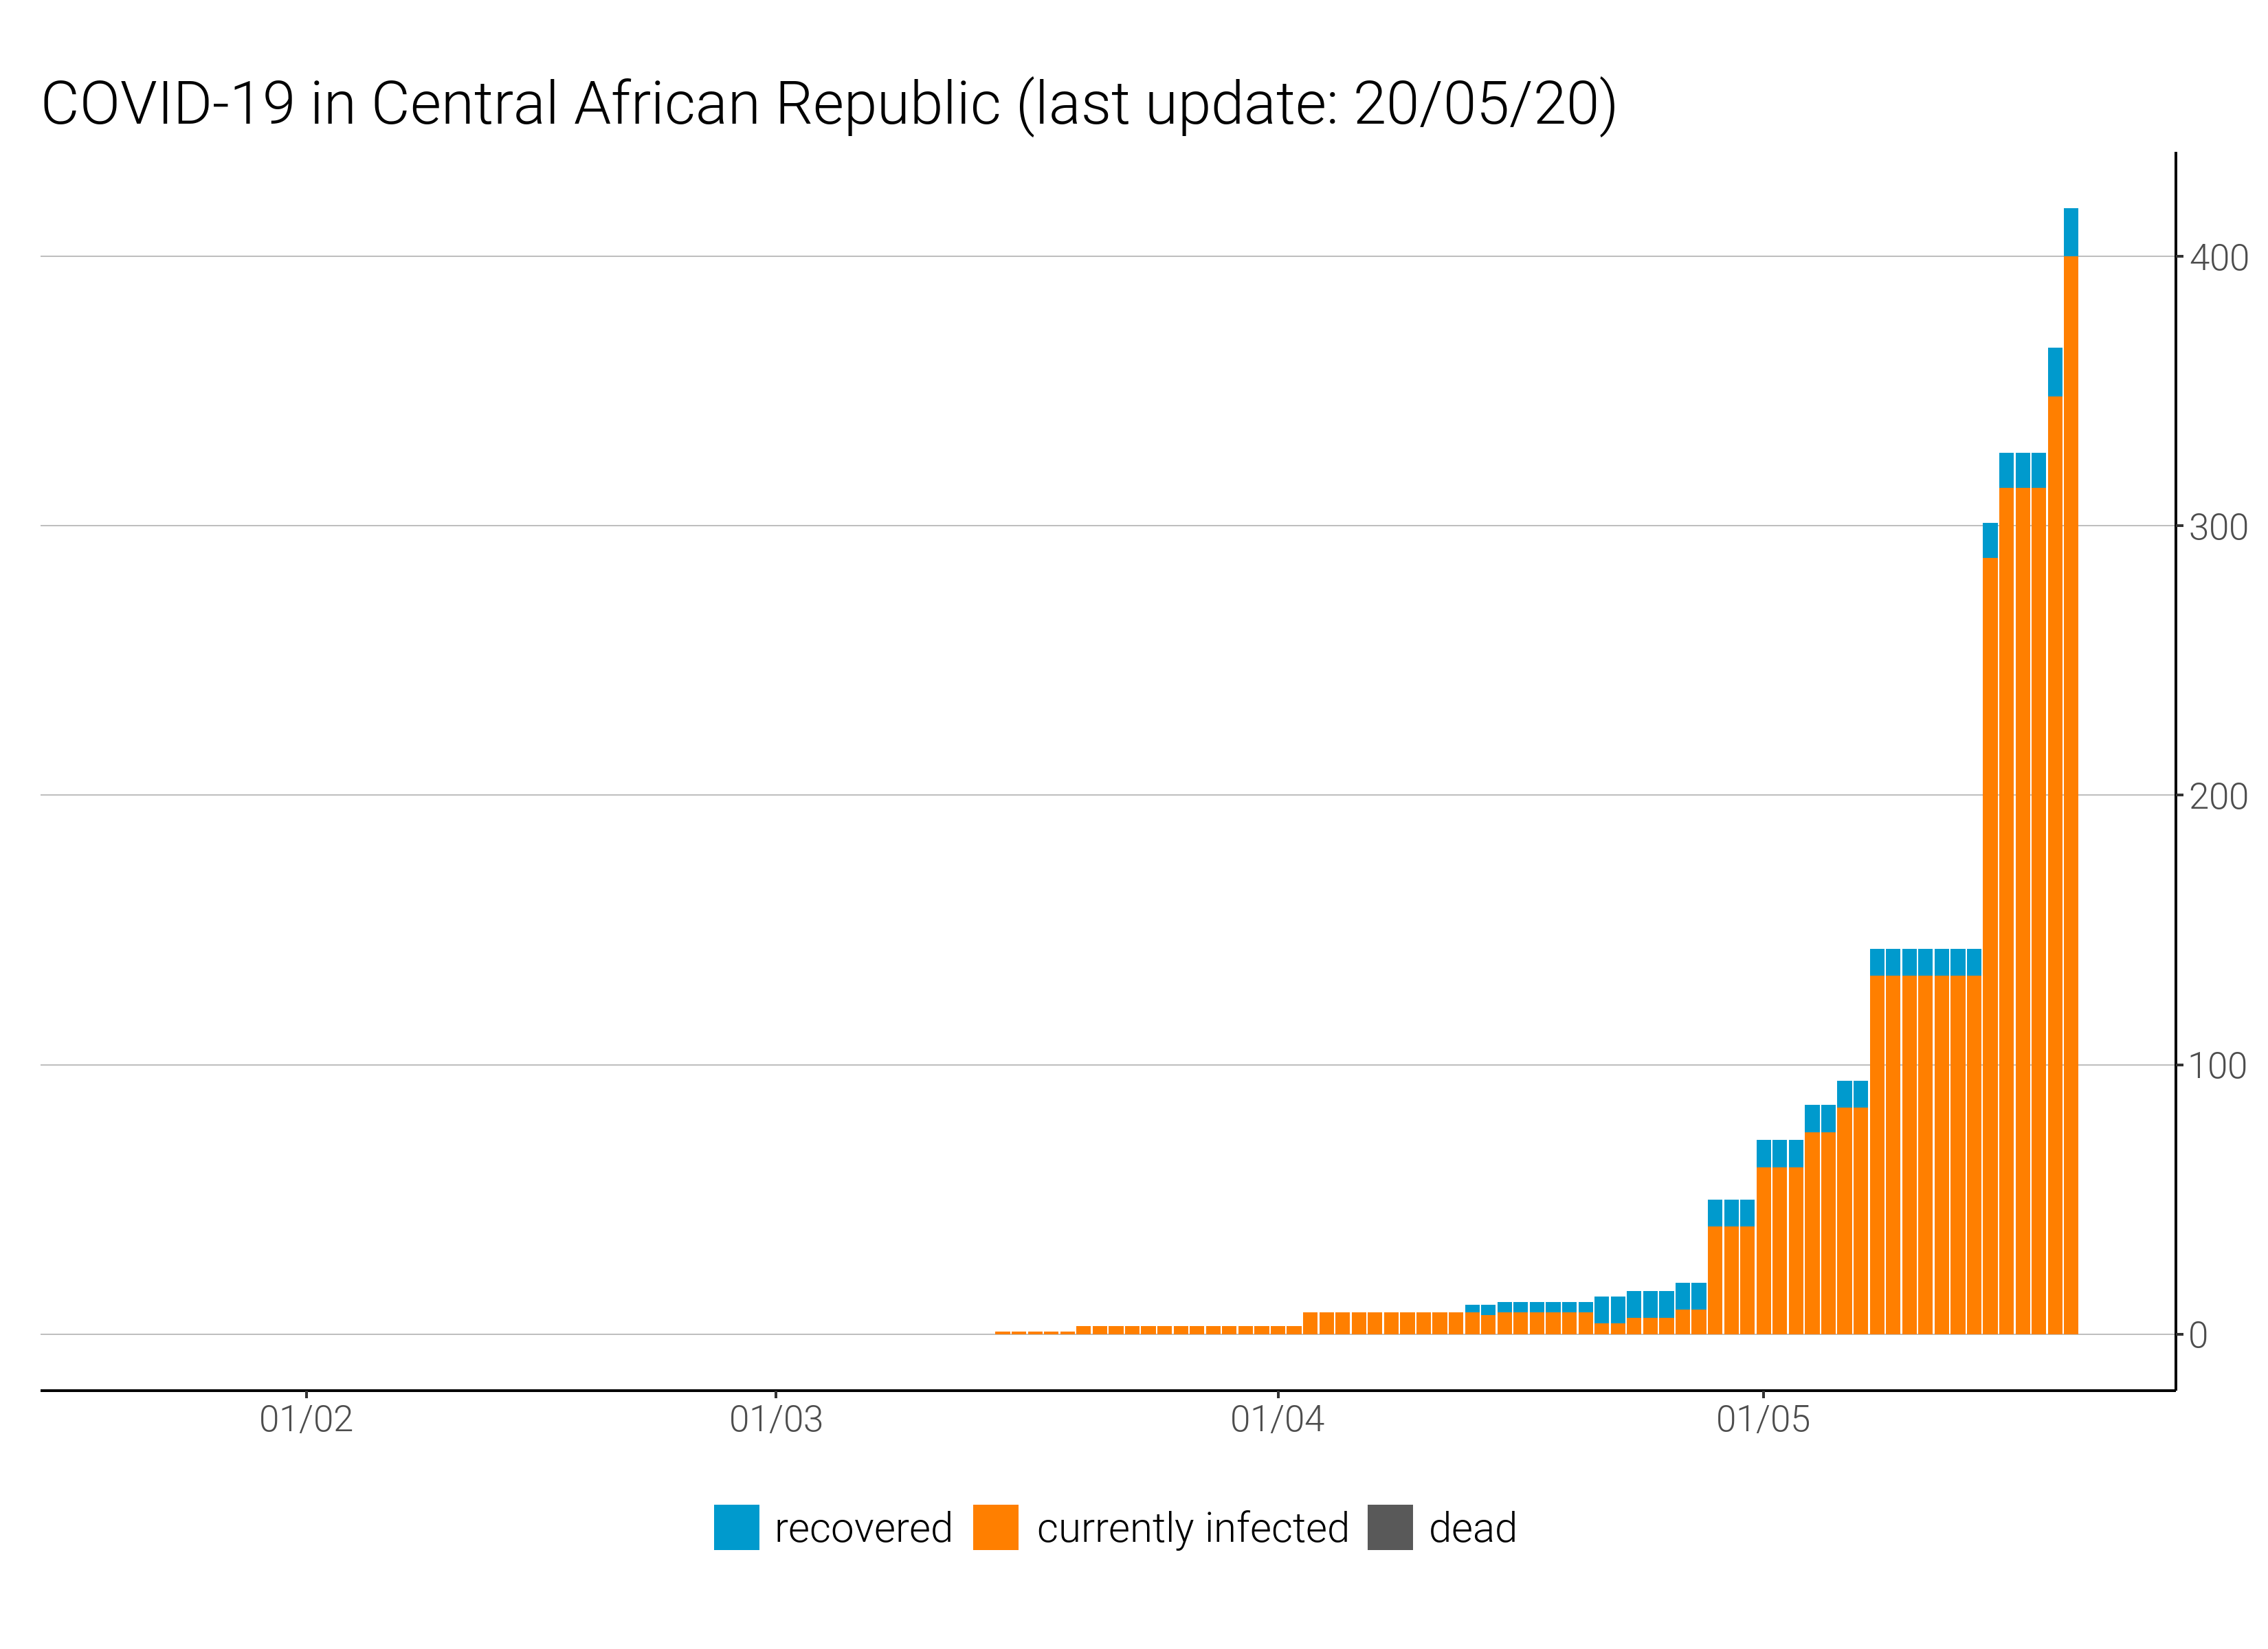 COVID-19 in Central African Republic (last update: 20/05/20)
400
300
200
100
0
01/02 01/03 01/04 01/05
recovered currently infected dead